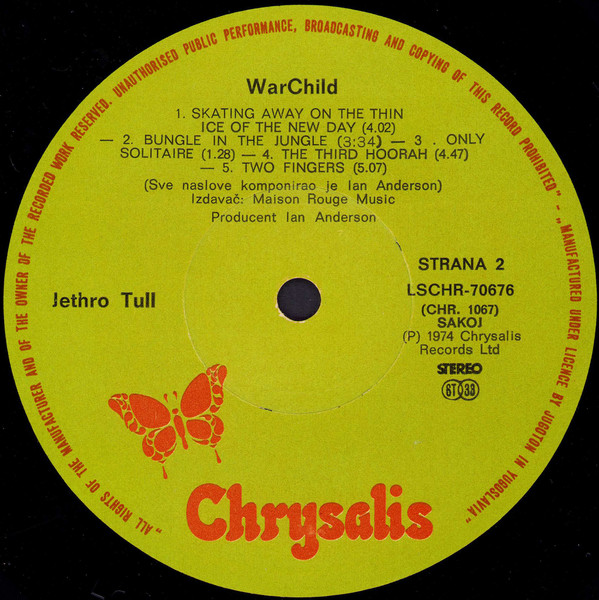 WarChild
1. SKATING AWAY ON THE THIN
ICE OF THE NEW DAY (4.02)
— 2. BUNGLE IN THE JUNGLE (3:34) — 3 . ONLY
SOLITAIRE (1.28) — 4. THE THIRD HOORAH (4.47)
— 5. TWO FINGERS (5.07)
(Sve naslove komponirao je Ian Anderson)
Izdavač: Maison Rouge Music
Producent Ian Anderson
Jethro Tull
STRANA 2
LSCHR-70676
(CHR. 1067)
SAKOJ
(P) 1974 Chrysalis
Records Ltd
STEREO
ST 33
Chrysalis
"ALL RIGHTS OF THE MANUFACTURER AND OF THE OWNER OF THE RECORDED WORK RESERVED. UNAUTHORISED PUBLIC PERFORMANCE, BROADCASTING AND COPYING OF THIS RECORD PROHIBITED" – "MANUFACTURED UNDER LICENCE BY JUGOTON IN YUGOSLAVIA"